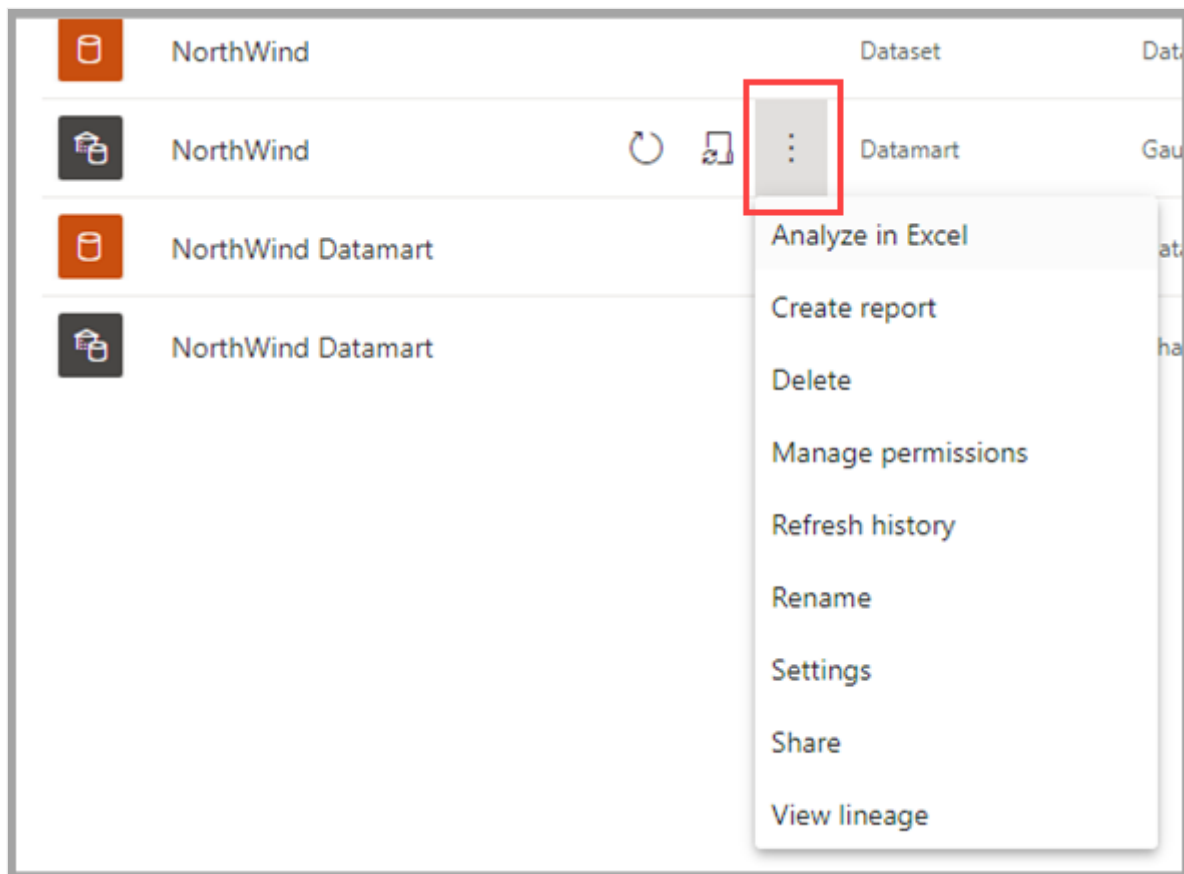 NorthWind Dataset
NorthWind Datamart
NorthWind Datamart
NorthWind Datamart
Analyze in Excel
Create report
Delete
Manage permissions
Refresh history
Rename
Settings
Share
View lineage